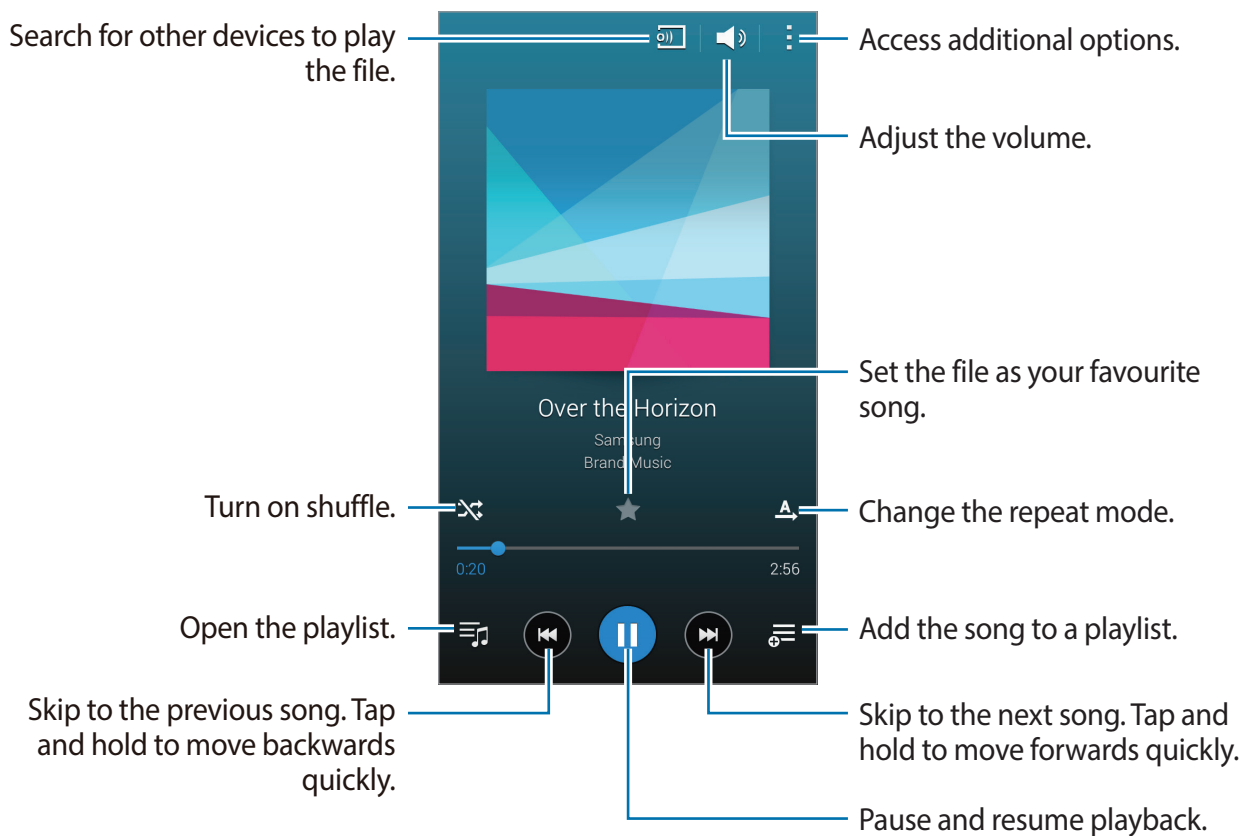 Search for other devices to play
the file.
Access additional options.
Adjust the volume.
Set the file as your favourite
song.
Over the Horizon
Samsung
Brand Music
Turn on shuffle.
A
Change the repeat mode.
0:20
2:56
Open the playlist.
Add the song to a playlist.
Skip to the previous song. Tap
and hold to move backwards
quickly.
Skip to the next song. Tap and
hold to move forwards quickly.
Pause and resume playback.